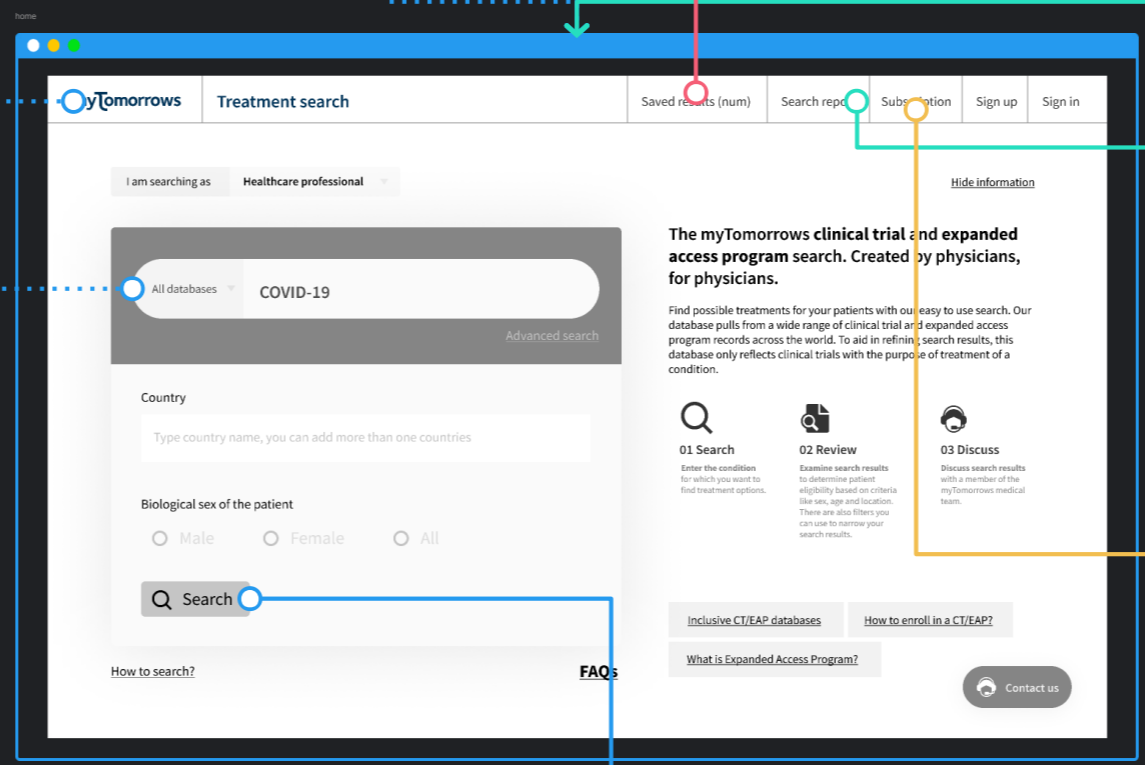 home
myTomorrows
Treatment search
Saved results (num)
Search repo
Subscription
Sign up
Sign in
I am searching as
Healthcare professional
Hide information
All databases
COVID-19
Advanced search
Country
Type country name, you can add more than one countries
Biological sex of the patient
Male
Female
All
Search
How to search?
FAQs
The myTomorrows clinical trial and expanded
access program search. Created by physicians,
for physicians.
Find possible treatments for your patients with our easy to use search. Our
database pulls from a wide range of clinical trial and expanded access
program records across the world. To aid in refining search results, this
database only reflects clinical trials with the purpose of treatment of a
condition.
01 Search
Enter the condition
for which you want to
find treatment options.
02 Review
Examine search results
to determine patient
eligibility based on criteria
like sex, age and location.
There are also filters you
can use to narrow your
search results.
03 Discuss
Discuss search results
with a member of the
myTomorrows medical
team.
Inclusive CT/EAP databases
How to enroll in a CT/EAP?
What is Expanded Access Program?
Contact us